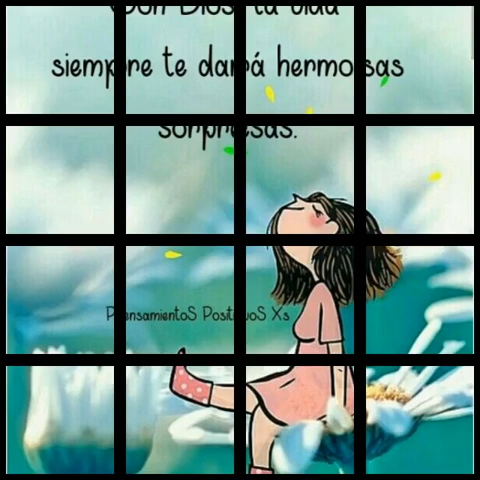 Con Dios, tu vida
siempre te dará hermosas
sorpresas.
PensamientoS PositivoS Xs